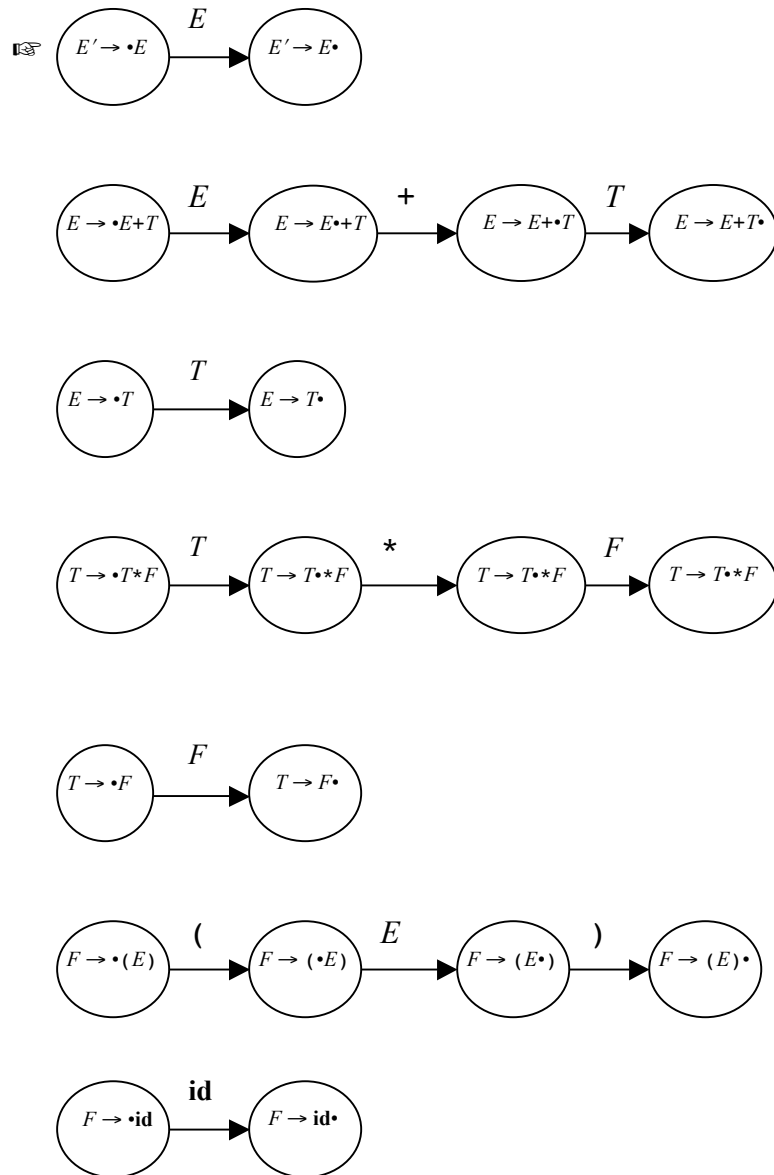 E
☞ E′ → •E E′ → E•
E + T
E → •E+T E → E•+T E → E+•T E → E+T•
T
E → •T E → T•
T * F
T → •T*F T → T•*F T → T•*F T → T•*F
F
T → •F T → F•
( E )
F → •(E) F → (•E) F → (E•) F → (E)•
id
F → •id F → id•